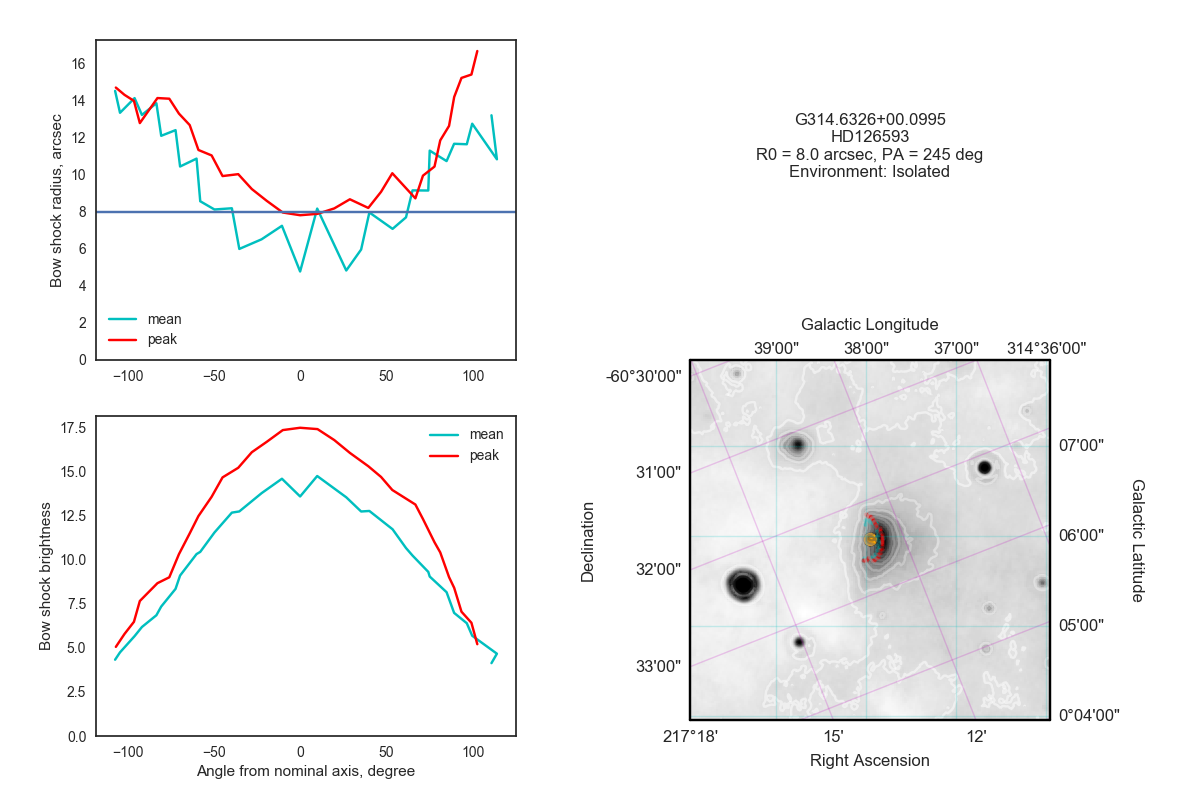 16
14
12
10
8
6
4
2
0
Bow shock radius, arcsec
mean
peak
−100
−50
0
50
100
17.5
15.0
12.5
10.0
7.5
5.0
2.5
0.0
Bow shock brightness
mean
peak
−100
−50
0
50
100
Angle from nominal axis, degree
G314.6326+00.0995
HD126593
R0 = 8.0 arcsec, PA = 245 deg
Environment: Isolated
Galactic Longitude
39'00" 38'00" 37'00" 314°36'00"
-60°30'00"
31'00"
32'00"
33'00"
Declination
07'00"
06'00"
05'00"
0°04'00"
Galactic Latitude
217°18' 15' 12'
Right Ascension